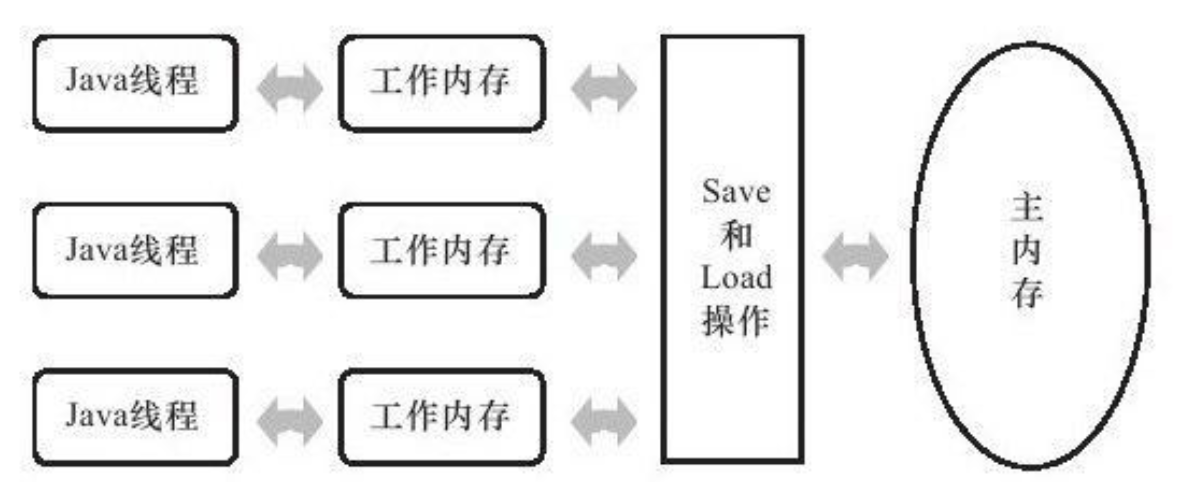 Java线程
工作内存
Java线程
工作内存
Java线程
工作内存
Save
和
Load
操作
主
内
存